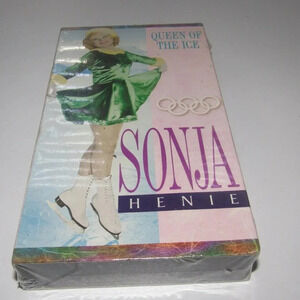 QUEEN OF
THE ICE
SONJA
HENIE